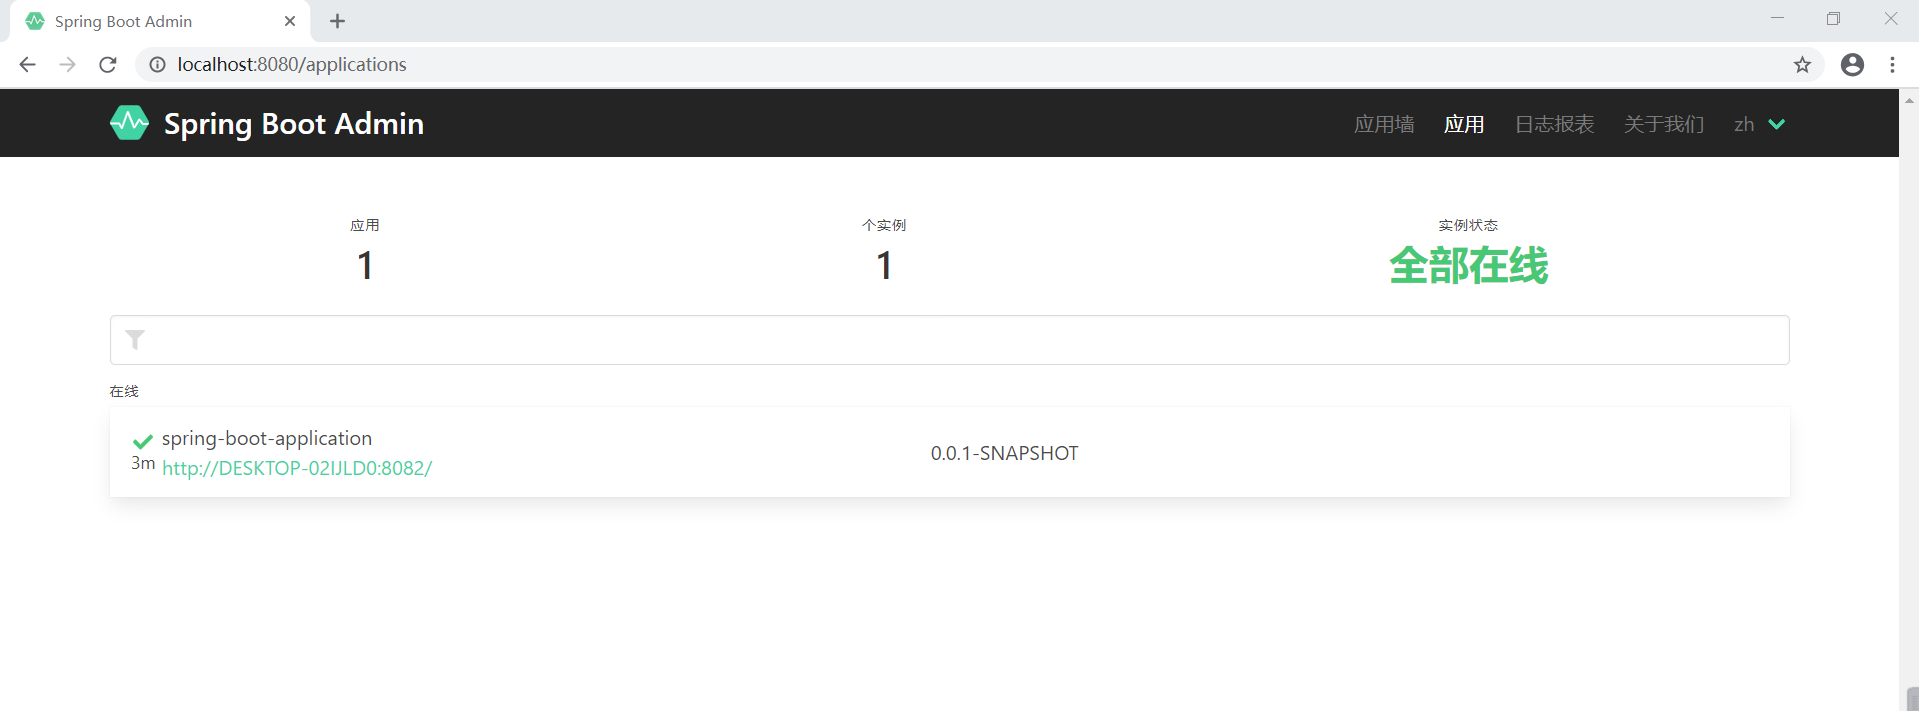 Spring Boot Admin
localhost:8080/applications
Spring Boot Admin
应用墙 应用 日志报表 关于我们 zh
应用 个实例 实例状态
1 1 全部在线
在线
spring-boot-application
0.0.1-SNAPSHOT
3m http://DESKTOP-02IJLD0:8082/